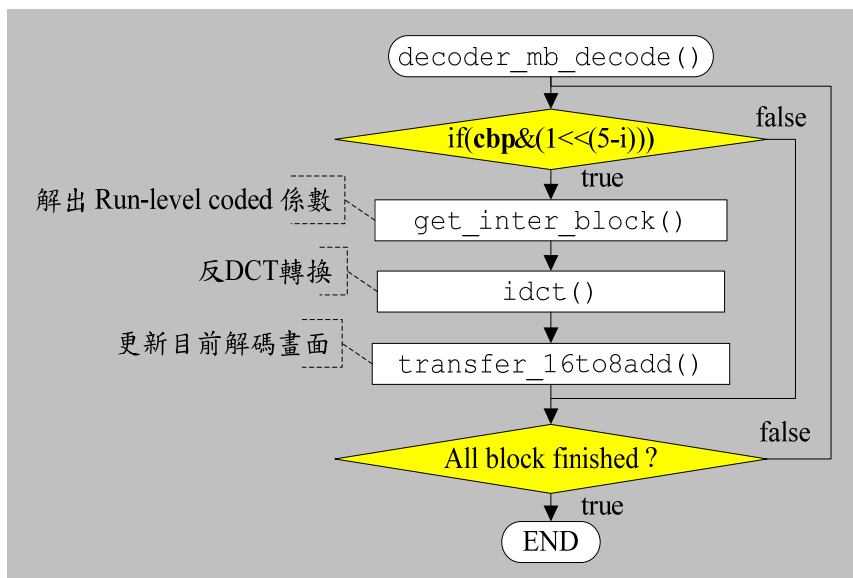 decoder_mb_decode()
if(cbp&(1<<(5-i)))
false
true
解出 Run-level coded 係數
get_inter_block()
反DCT轉換
idct()
更新目前解碼畫面
transfer_16to8add()
All block finished？
false
true
END